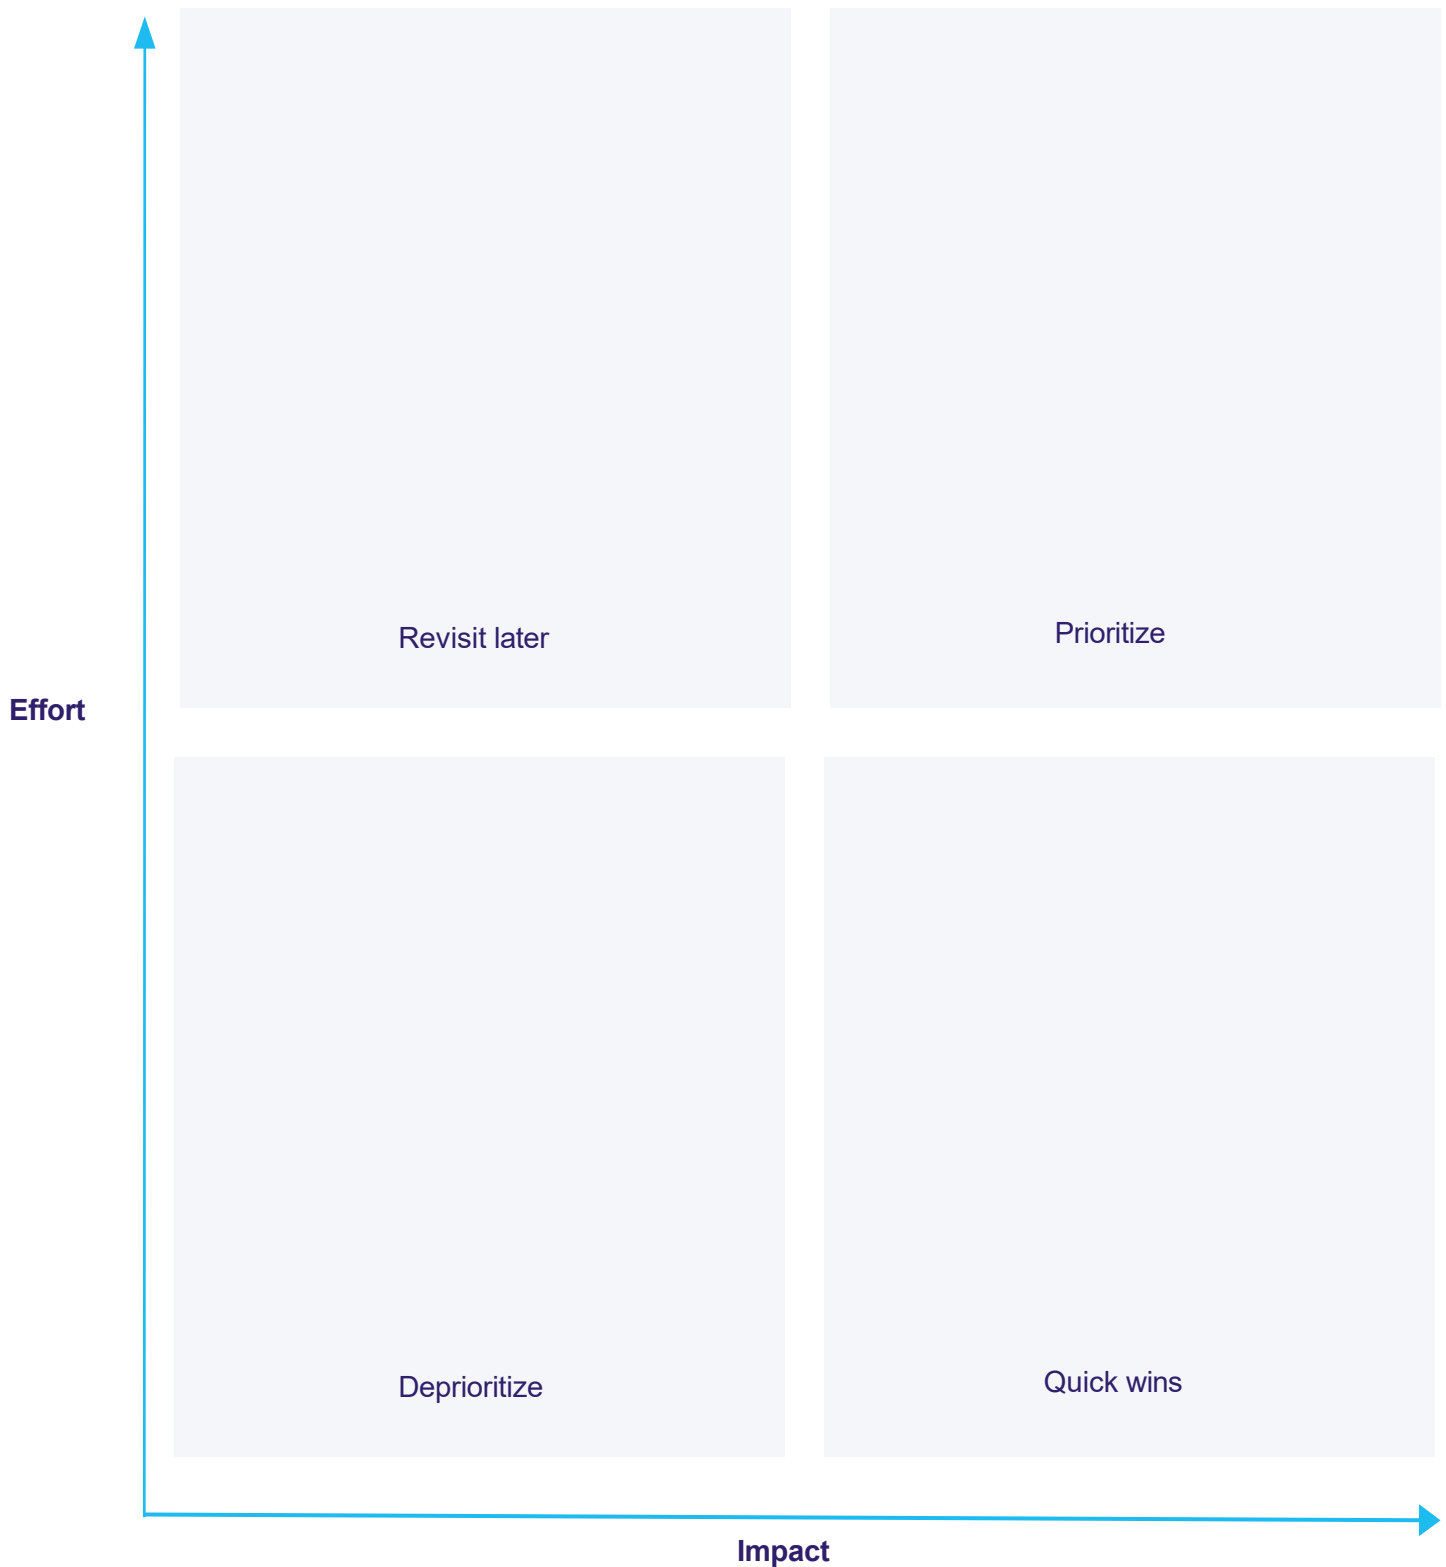 Revisit later
Prioritize
Effort
Deprioritize
Quick wins
Impact